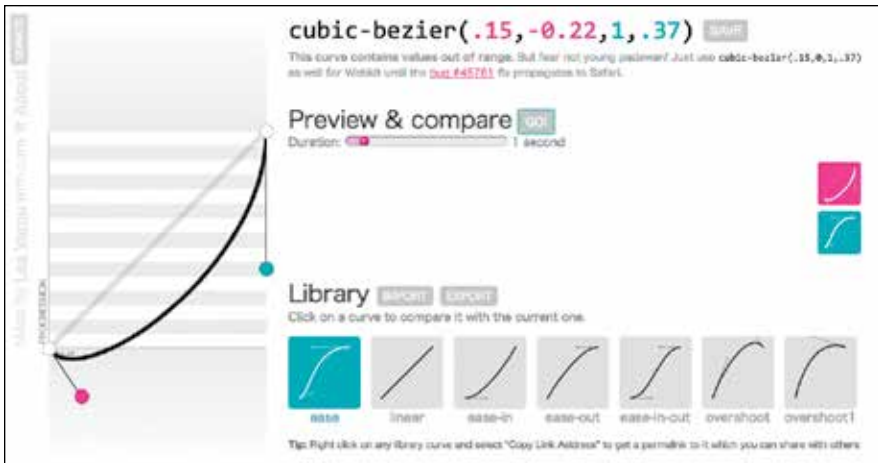 cubic-bezier(.15,-0.22,1,.37) SAVE
This curve contains values out of range. But fear not young padawan! Just use cubic-bezier(.15,0,1,.37)
as well for Webkit until the bug #45761 fix propagates to Safari.
Preview & compare GO!
Duration: 1 second
Library IMPORT EXPORT
Click on a curve to compare it with the current one.
ease linear ease-in ease-out ease-in-out overshoot overshoot1
Tip: Right click on any library curve and select "Copy Link Address" to get a permalink to it which you can share with others
PROGRESSION
Made by Lea Verou with care About